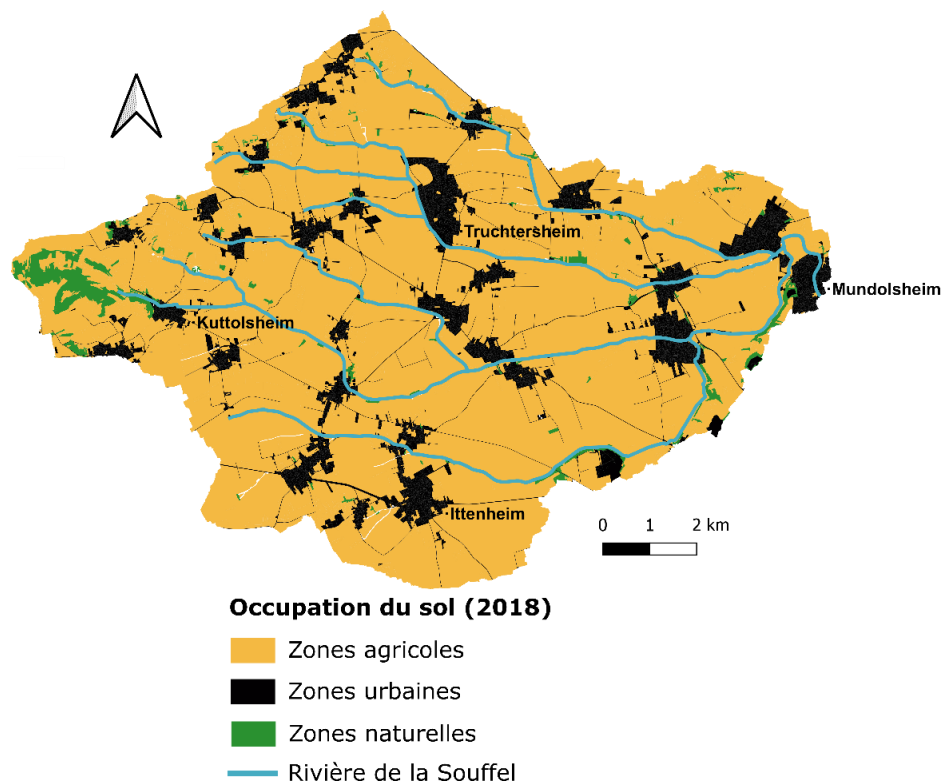 Truchtersheim
Mundolsheim
Kuttolsheim
Ittenheim
0 1 2 km
Occupation du sol (2018)
Zones agricoles
Zones urbaines
Zones naturelles
Rivière de la Souffel